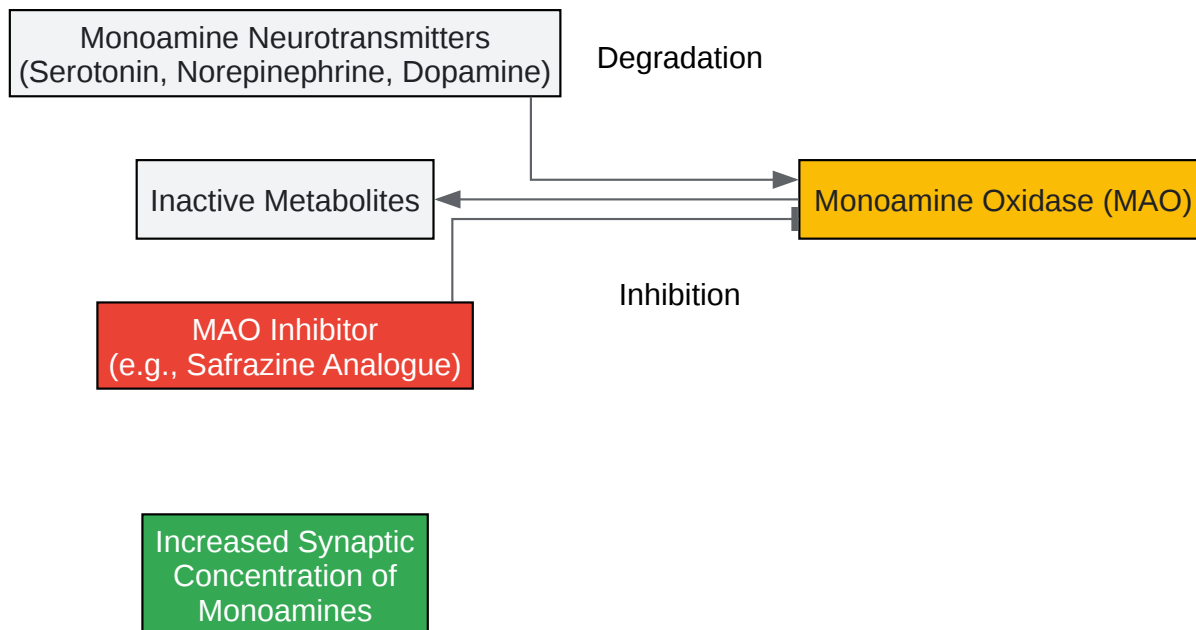 Monoamine Neurotransmitters
(Serotonin, Norepinephrine, Dopamine)
Degradation
Inactive Metabolites
Monoamine Oxidase (MAO)
Inhibition
MAO Inhibitor
(e.g., Safrazine Analogue)
Increased Synaptic
Concentration of
Monoamines